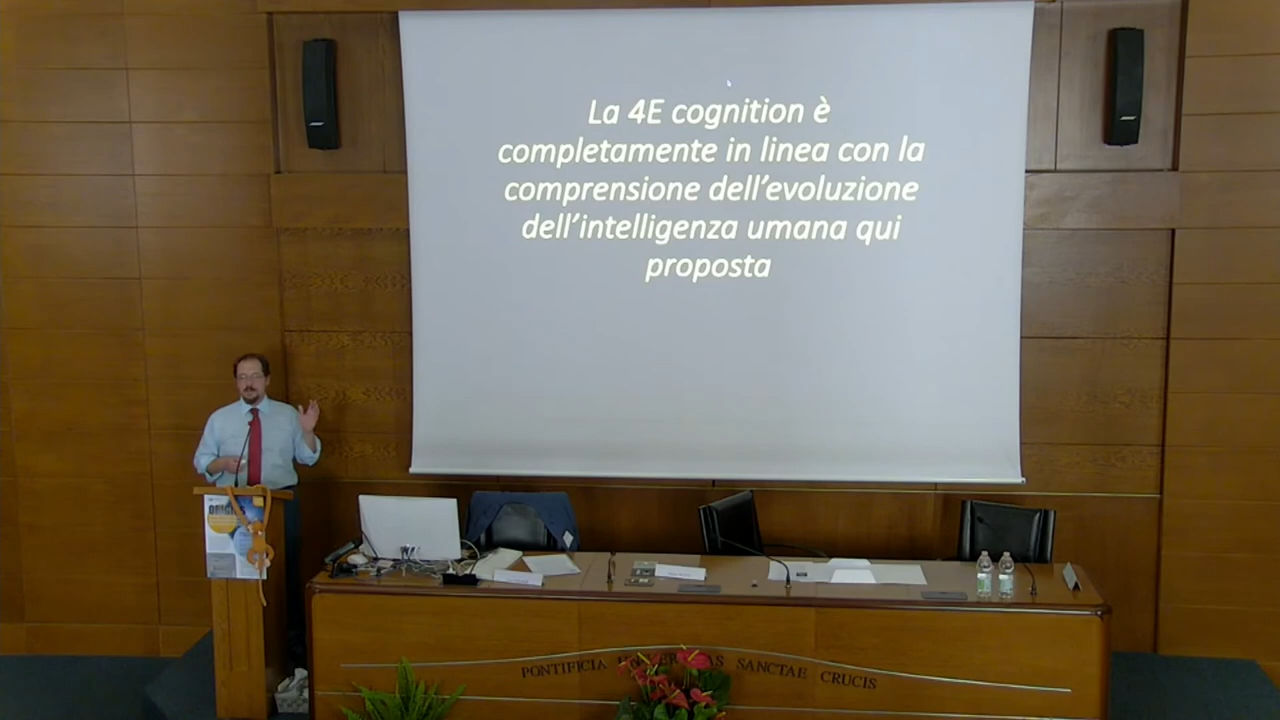 La 4E cognition è
completamente in linea con la
comprensione dell'evoluzione
dell'intelligenza umana qui
proposta
PONTIFICIA SANCTAE CRUCIS